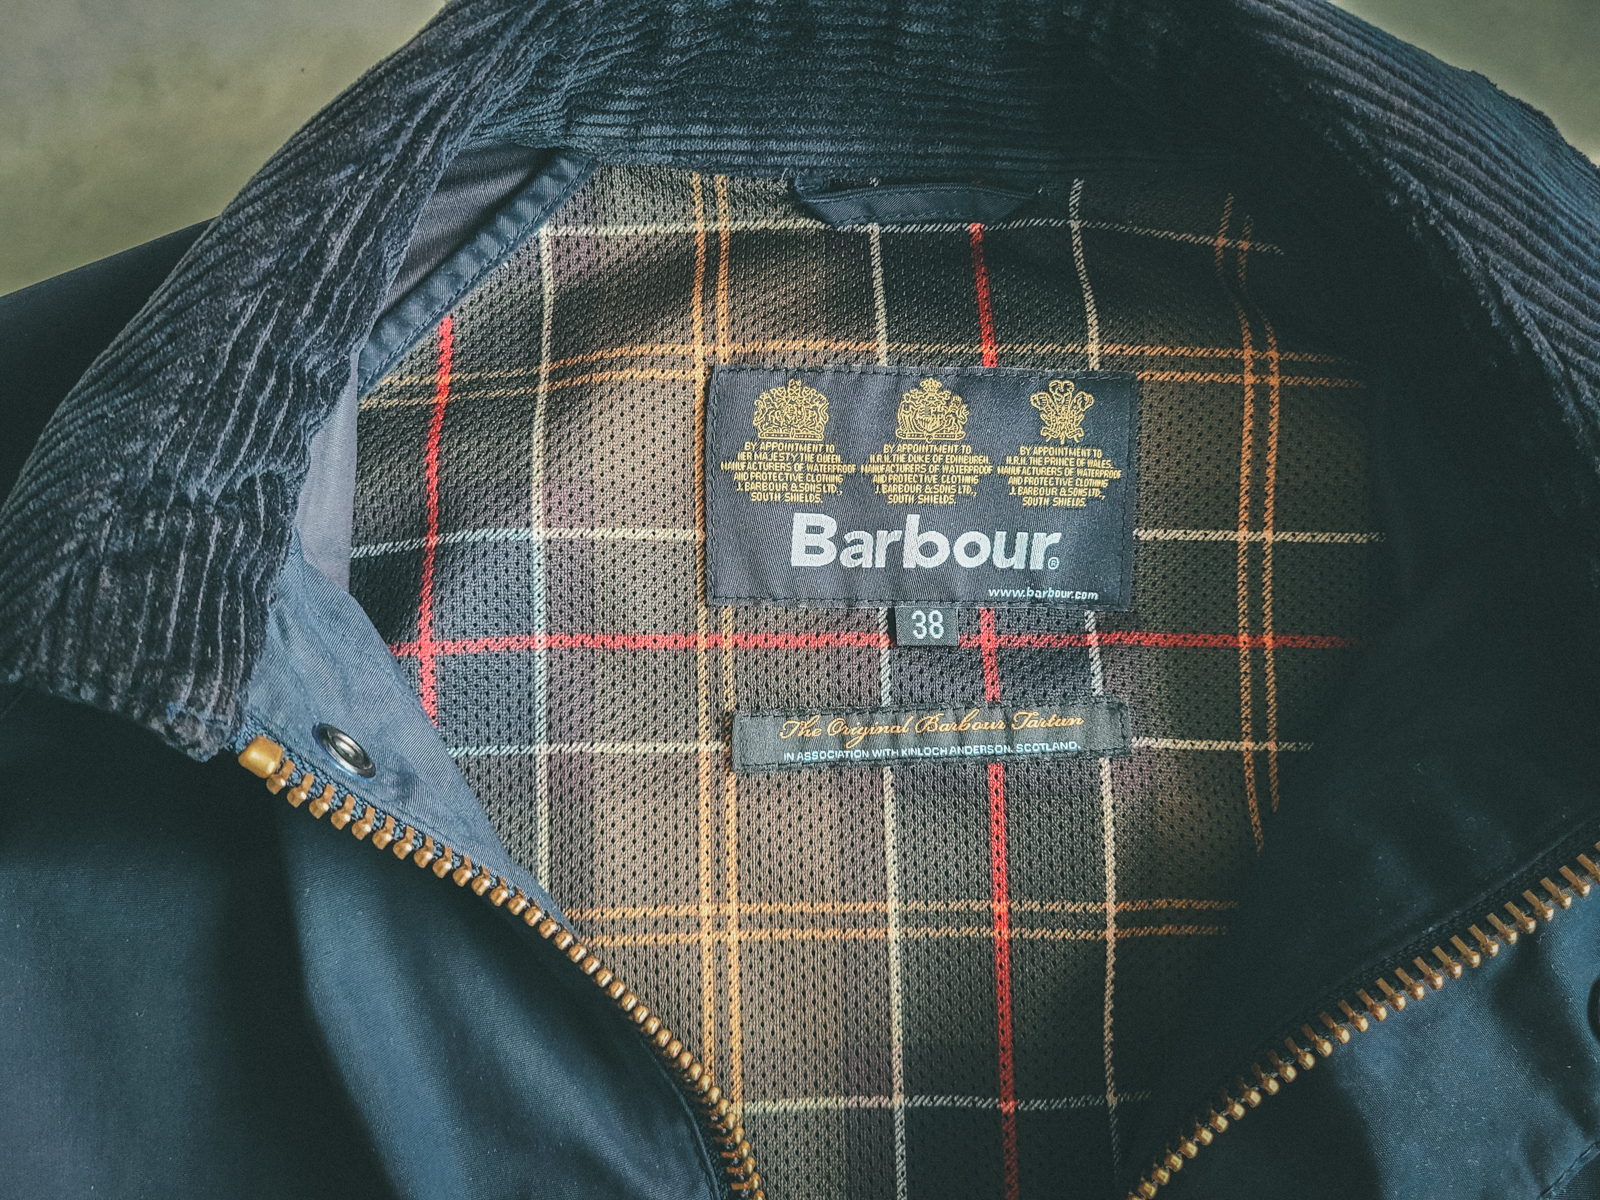 BY APPOINTMENT TO
HER MAJESTY THE QUEEN
MANUFACTURERS OF WATERPROOF
AND PROTECTIVE CLOTHING
J. BARBOUR & SONS LTD.,
SOUTH SHIELDS.
BY APPOINTMENT TO
H.R.H. THE DUKE OF EDINBURGH,
MANUFACTURERS OF WATERPROOF
AND PROTECTIVE CLOTHING
J. BARBOUR & SONS LTD.,
SOUTH SHIELDS.
BY APPOINTMENT TO
H.R.H. THE PRINCE OF WALES,
MANUFACTURERS OF WATERPROOF
AND PROTECTIVE CLOTHING
J. BARBOUR & SONS LTD.,
SOUTH SHIELDS.
Barbour®
www.barbour.com
38
The Original Barbour Tartan
IN ASSOCIATION WITH KINLOCH ANDERSON, SCOTLAND.